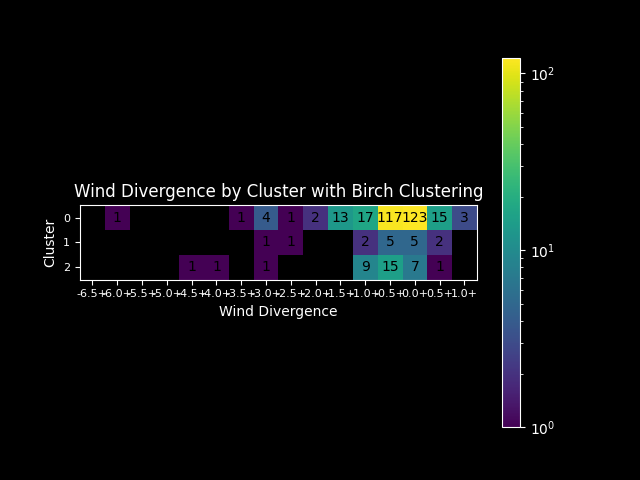 Wind Divergence by Cluster with Birch Clustering
Cluster
0 1 1 4 1 2 13 17 117 123 15 3
1 1 1 2 5 5 2
2 1 1 1 9 15 7 1
-6.5+ -6.0+ -5.5+ -5.0+ -4.5+ -4.0+ -3.5+ -3.0+ -2.5+ -2.0+ -1.5+ -1.0+ -0.5+ 0.0+ 0.5+ 1.0+
Wind Divergence
10²
10¹
10⁰